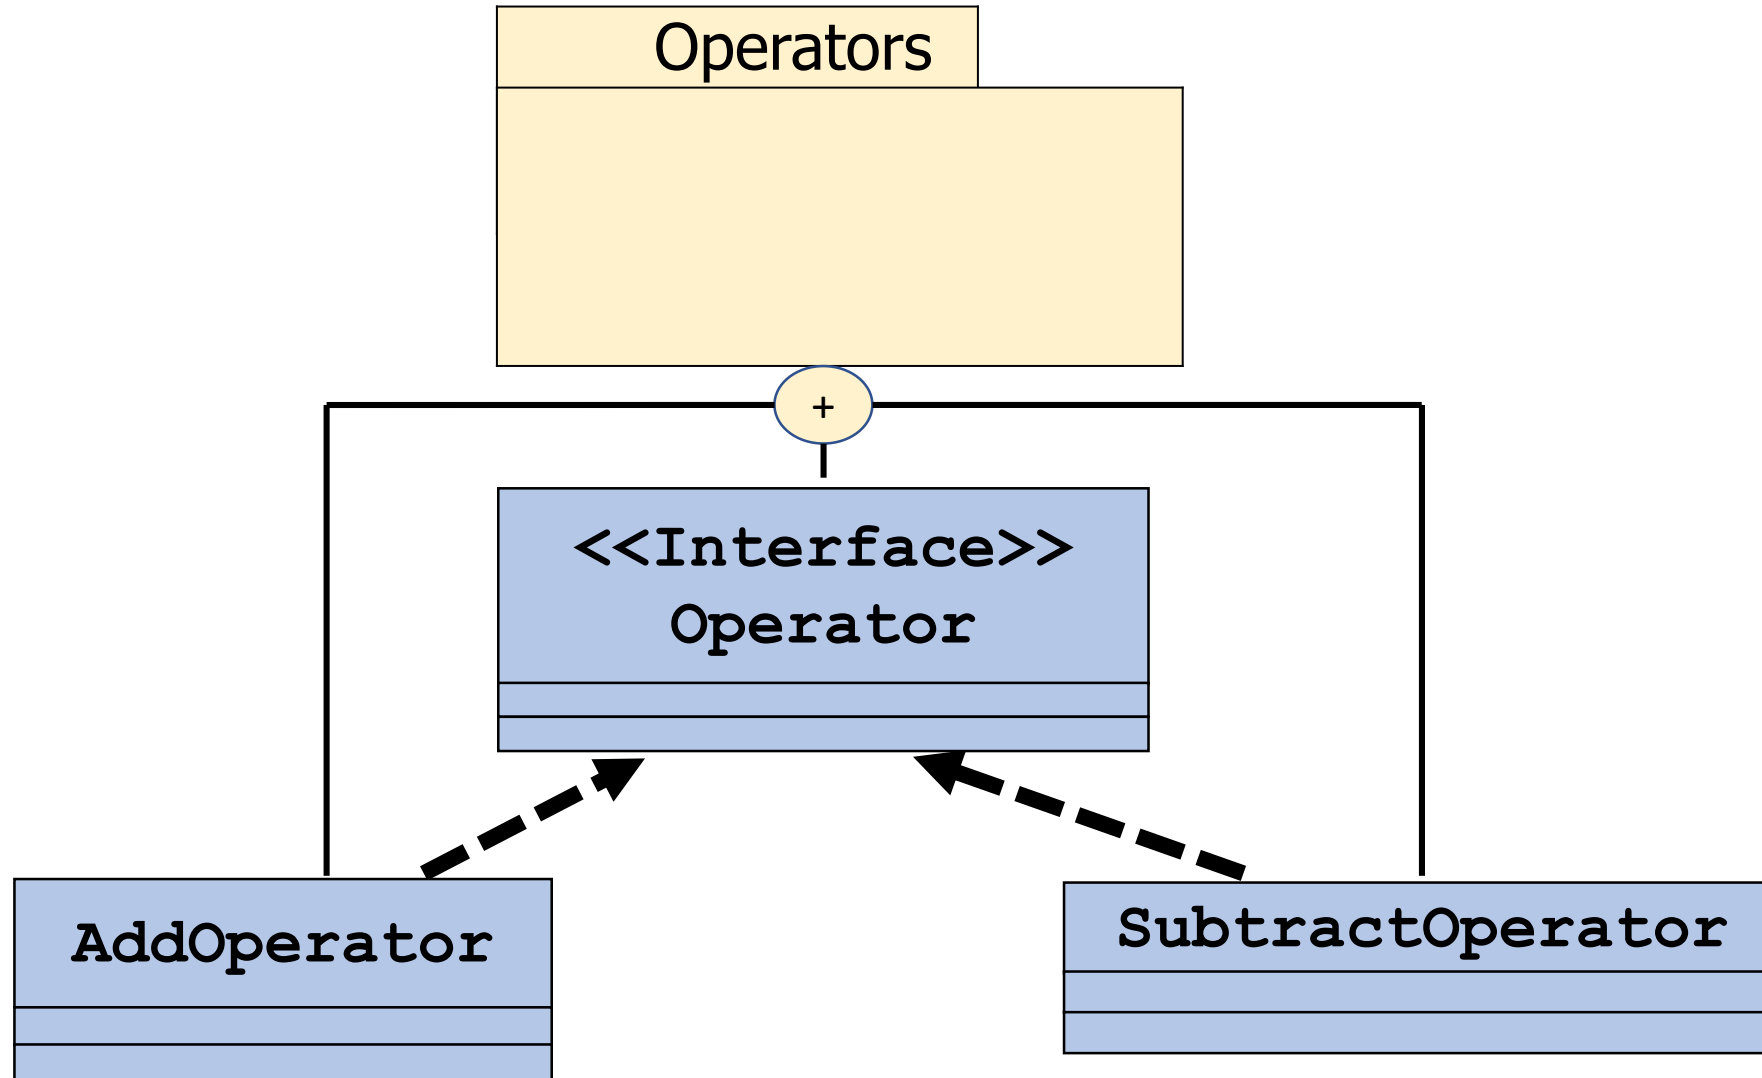 Operators
+
<<Interface>>
Operator
AddOperator
SubtractOperator